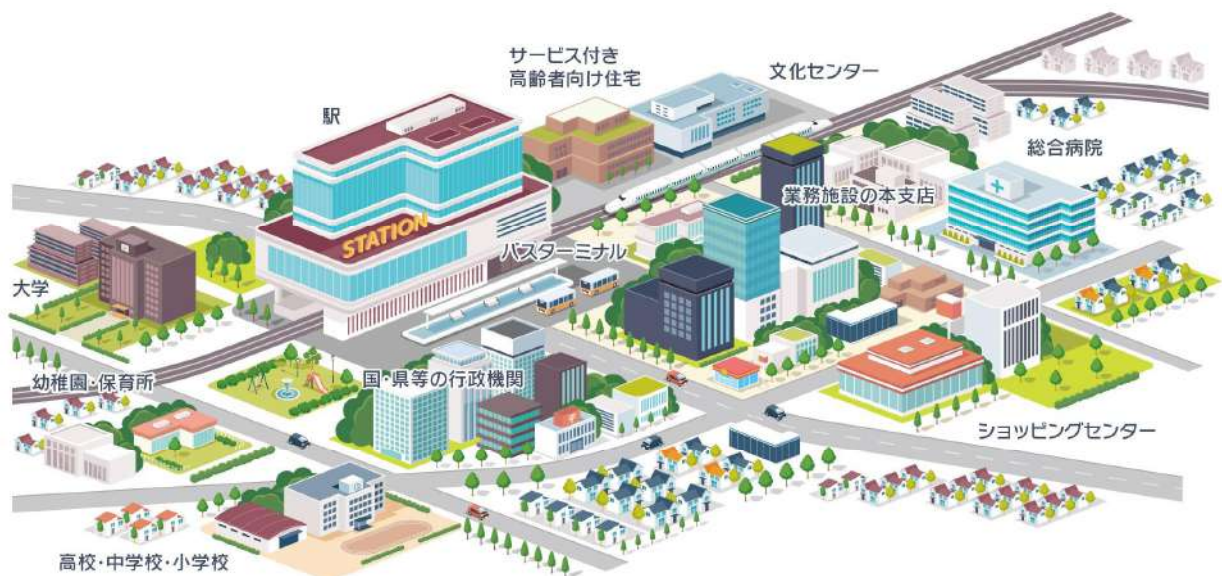 サービス付き
高齢者向け住宅
文化センター
駅
総合病院
業務施設の本支店
STATION
バスターミナル
大学
幼稚園・保育所
国・県等の行政機関
ショッピングセンター
高校・中学校・小学校